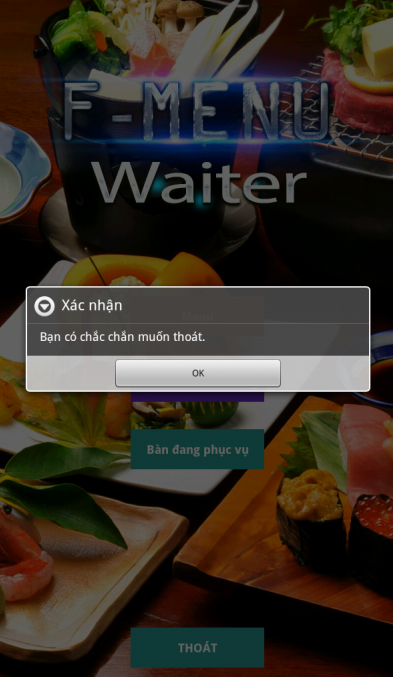 F-MENU
Waiter
Xác nhận
Bạn có chắc chắn muốn thoát.
OK
Bàn đang phục vụ
THOÁT